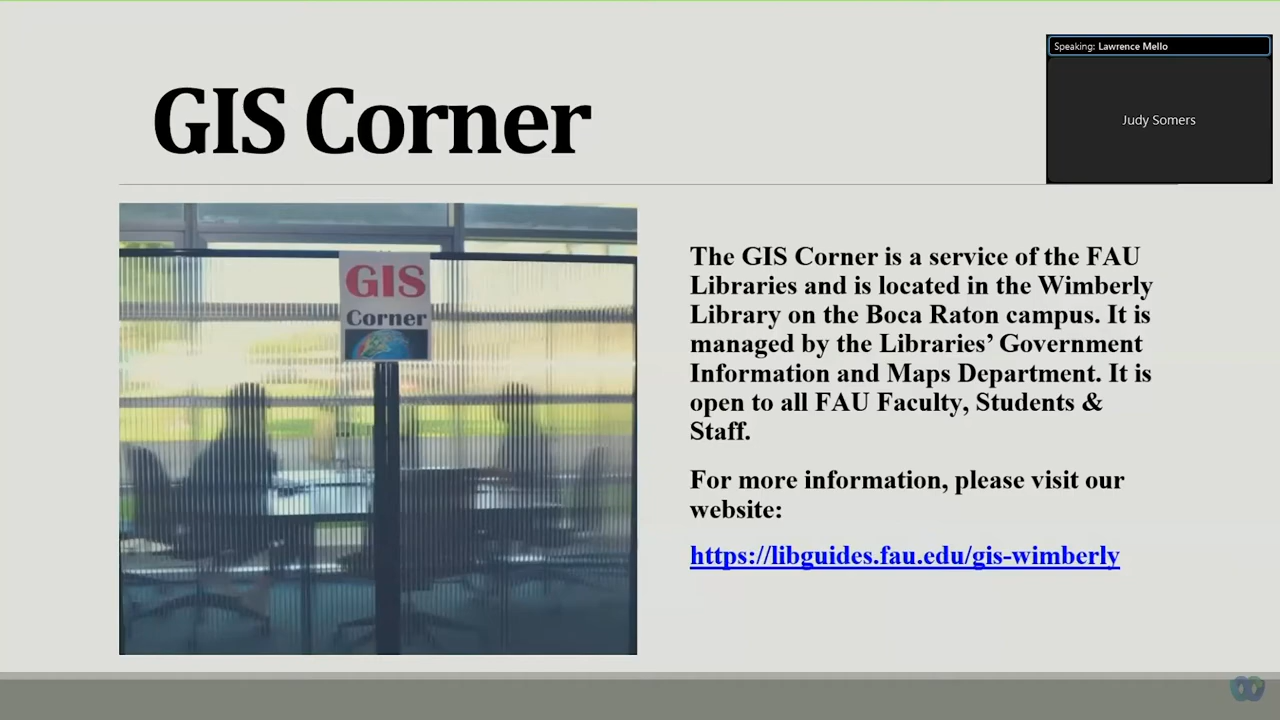 GIS Corner
Speaking: Lawrence Mello
Judy Somers
GIS
Corner
The GIS Corner is a service of the FAU
Libraries and is located in the Wimberly
Library on the Boca Raton campus. It is
managed by the Libraries’ Government
Information and Maps Department. It is
open to all FAU Faculty, Students &
Staff.
For more information, please visit our
website:
https://libguides.fau.edu/gis-wimberly